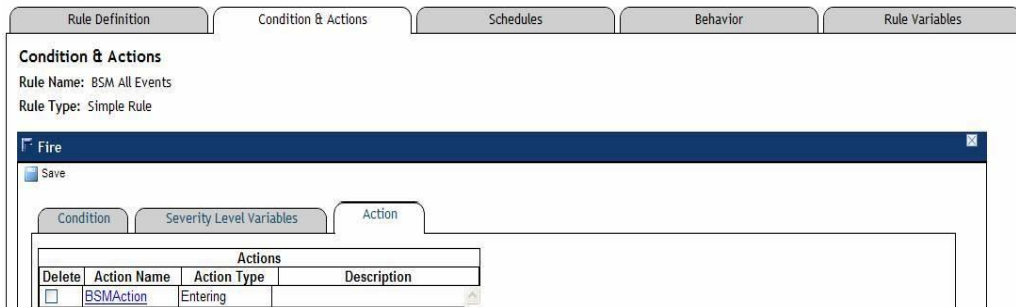 Rule Definition Condition & Actions Schedules Behavior Rule Variables
Condition & Actions
Rule Name: BSM All Events
Rule Type: Simple Rule
Fire
Save
Condition Severity Level Variables Action
Actions
Delete Action Name Action Type Description
BSMAction Entering